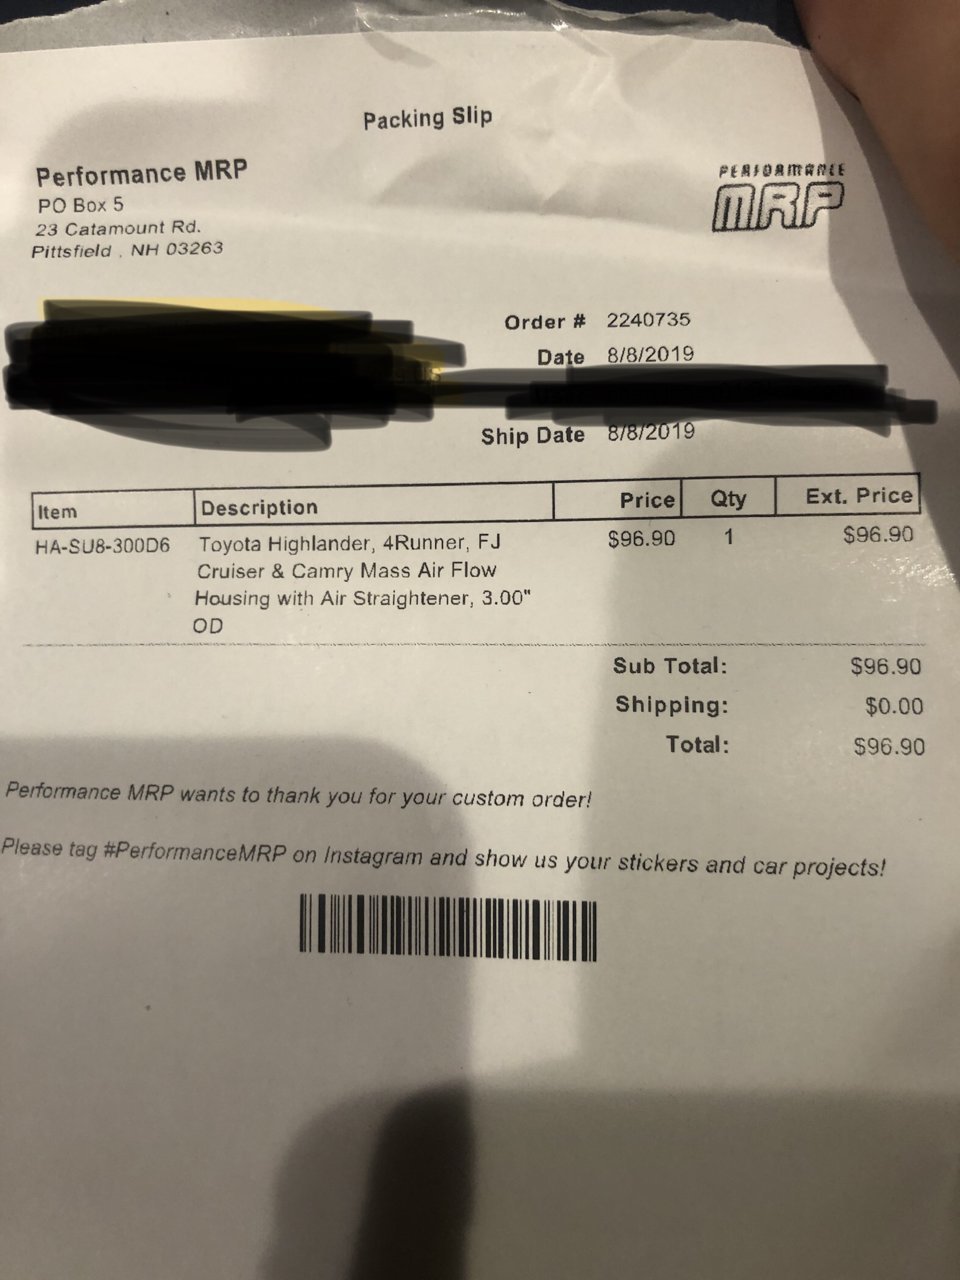 Packing Slip
Performance MRP
PO Box 5
23 Catamount Rd.
Pittsfield , NH 03263
PERFORMANCE
MRP
Order # 2240735
Date 8/8/2019
Ship Date 8/8/2019
Item Description Price Qty Ext. Price
HA-SU8-300D6 Toyota Highlander, 4Runner, FJ $96.90 1 $96.90
Cruiser & Camry Mass Air Flow
Housing with Air Straightener, 3.00"
OD
Sub Total: $96.90
Shipping: $0.00
Total: $96.90
Performance MRP wants to thank you for your custom order!
Please tag #PerformanceMRP on Instagram and show us your stickers and car projects!